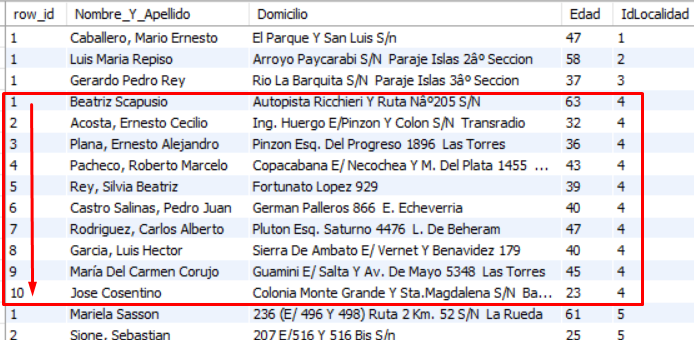 row_id Nombre_Y_Apellido Domicilio Edad IdLocalidad
1 Caballero, Mario Ernesto El Parque Y San Luis S/n 47 1
1 Luis Maria Repiso Arroyo Paycarabi S/N Paraje Islas 2âº Seccion 58 2
1 Gerardo Pedro Rey Rio La Barquita S/N Paraje Islas 3âº Seccion 37 3
1 Beatriz Scapusio Autopista Ricchieri Y Ruta Nâº205 S/N 63 4
2 Acosta, Ernesto Cecilio Ing. Huergo E/Pinzon Y Colon S/N Transradio 32 4
3 Plana, Ernesto Alejandro Pinzon Esq. Del Progreso 1896 Las Torres 36 4
4 Pacheco, Roberto Marcelo Copacabana E/ Necochea Y M. Del Plata 1455 ... 43 4
5 Rey, Silvia Beatriz Fortunato Lopez 929 39 4
6 Castro Salinas, Pedro Juan German Palleros 866 E. Echeverria 40 4
7 Rodriguez, Carlos Alberto Pluton Esq. Saturno 4476 L. De Beheram 47 4
8 Garcia, Luis Hector Sierra De Ambato E/ Vernet Y Benavidez 179 40 4
9 María Del Carmen Corujo Guamini E/ Salta Y Av. De Mayo 5348 Las Torres 45 4
10 Jose Cosentino Colonia Monte Grande Y Sta.Magdalena S/N Ba... 23 4
1 Mariela Sasson 236 (E/ 496 Y 498) Ruta 2 Km. 52 S/N La Rueda 61 5
2 Sione, Sebastian 207 E/516 Y 516 Bis S/n 25 5